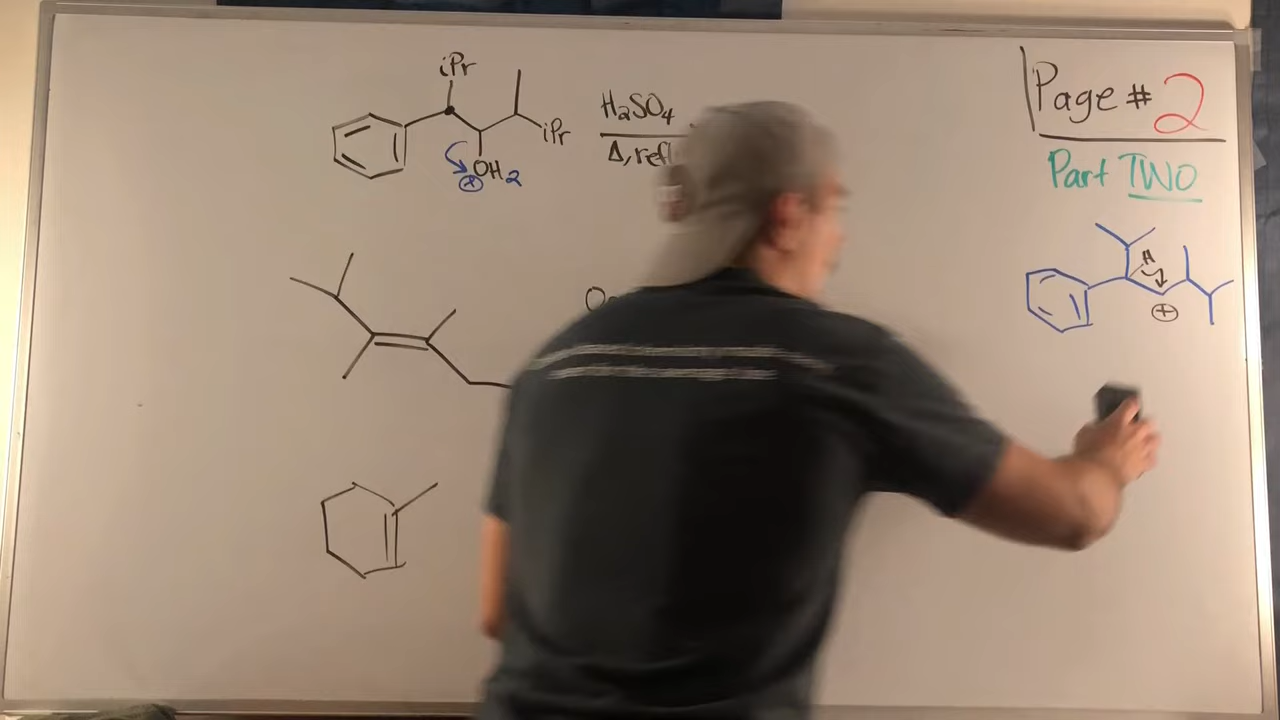 iPr
iPr
OH2
+
H2SO4
Δ, refl
Page # 2
Part TWO
H
+